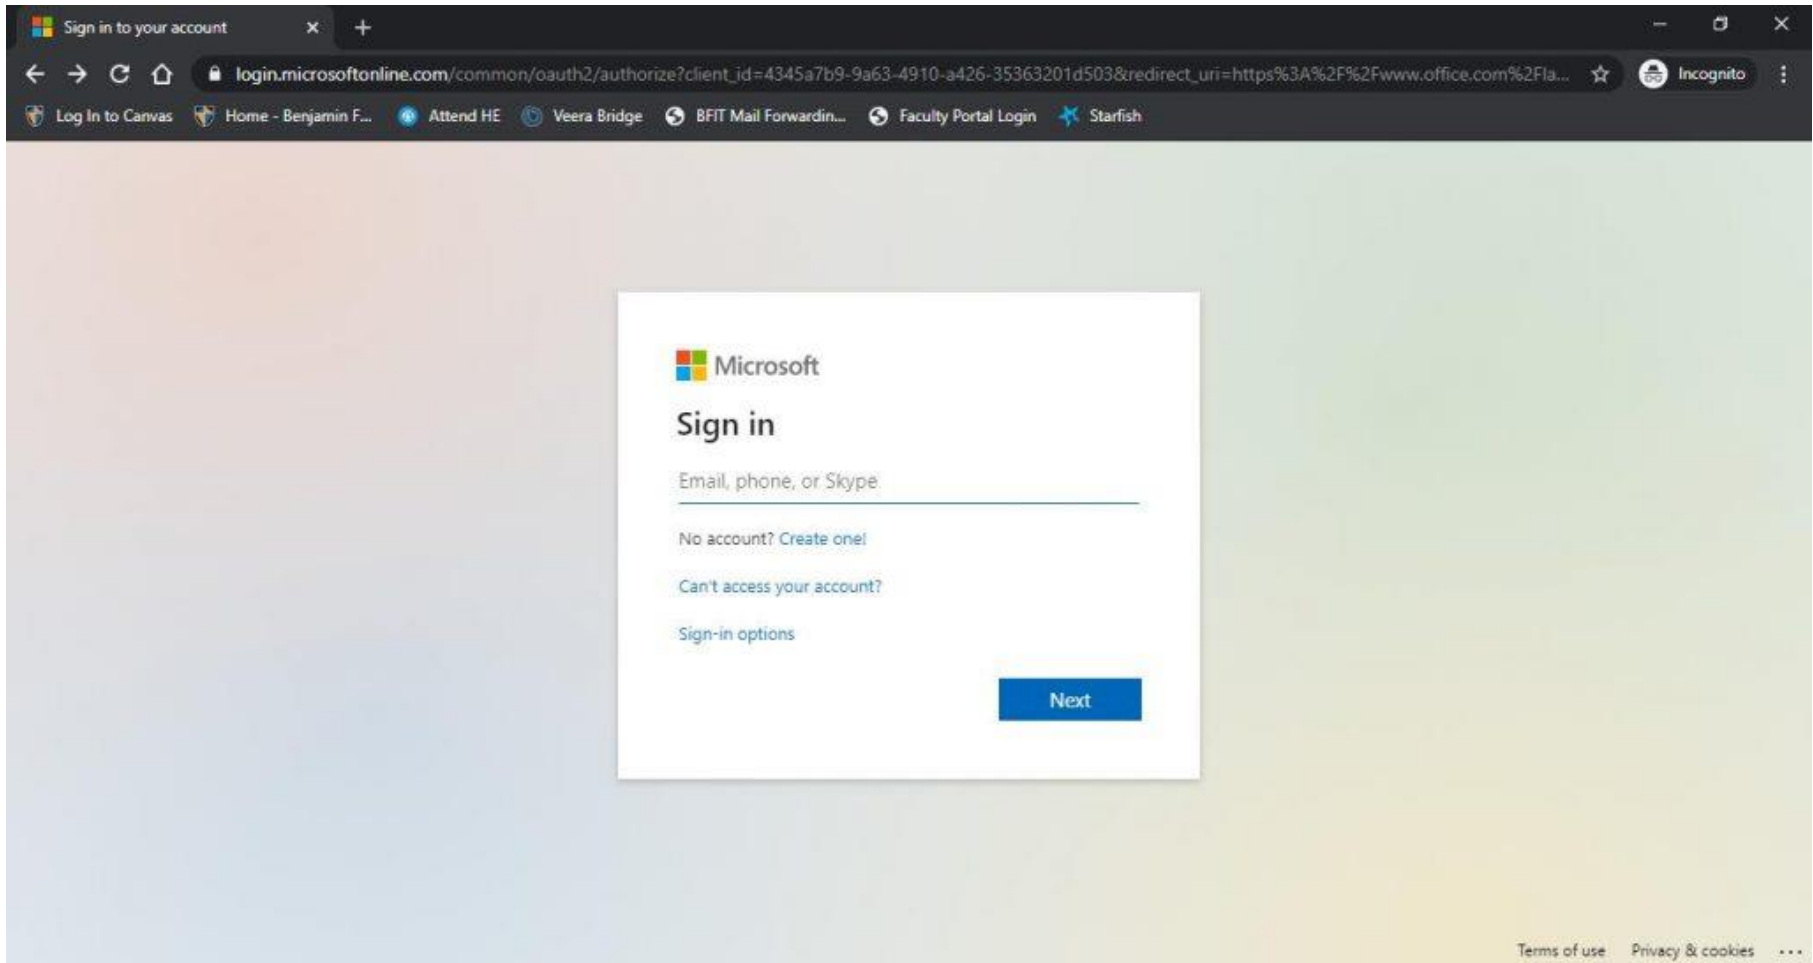 Sign in to your account
login.microsoftonline.com/common/oauth2/authorize?client_id=4345a7b9-9a63-4910-a426-35363201d503&redirect_uri=https%3A%2F%2Fwww.office.com%2Fla... Incognito
Log In to Canvas Home - Benjamin F... Attend HE Veera Bridge BFIT Mail Forwardin... Faculty Portal Login Starfish
Microsoft
Sign in
Email, phone, or Skype
No account? Create one!
Can't access your account?
Sign-in options
Next
Terms of use Privacy & cookies ...